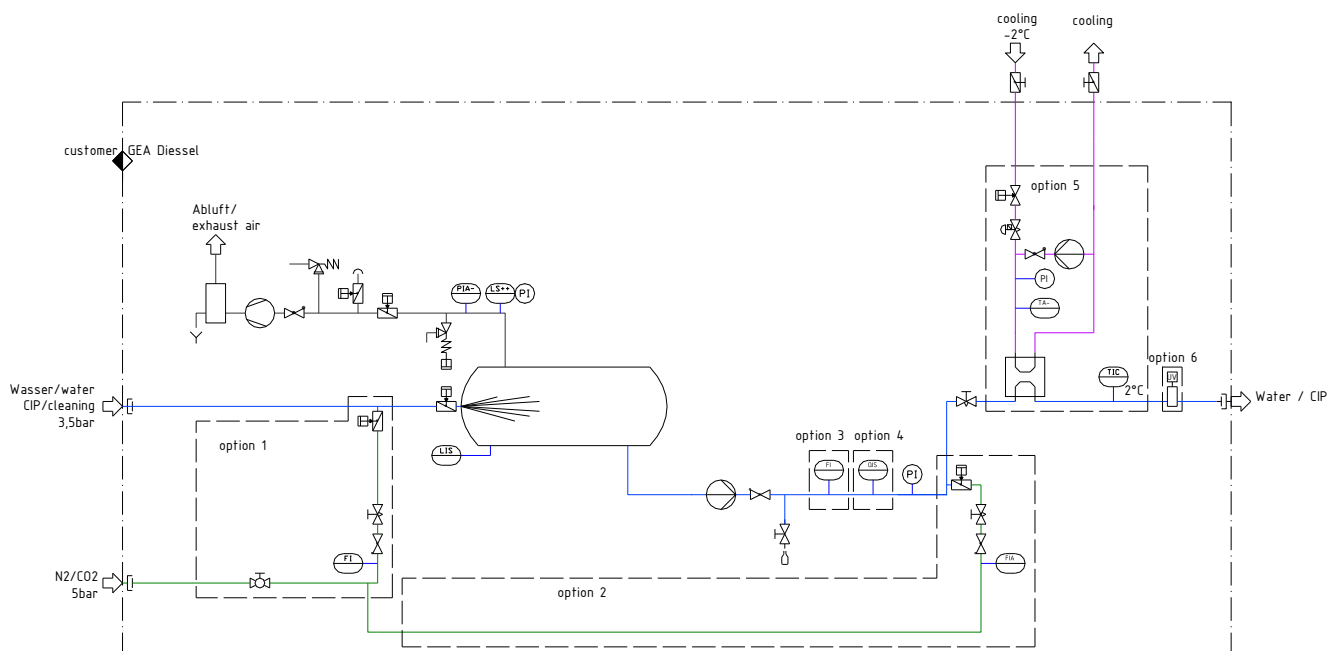 cooling
-2°C
cooling
customer GEA Diessel
option 5
Abluft/
exhaust air
PI
TA-
PIA-
LS++
PI
option 6
UV
TIC
2°C
Wasser/water
CIP/cleaning
3,5bar
Water / CIP
option 1
LIS
option 3
option 4
FI
QIS
PI
FI
FIA
N2/CO2
5bar
option 2